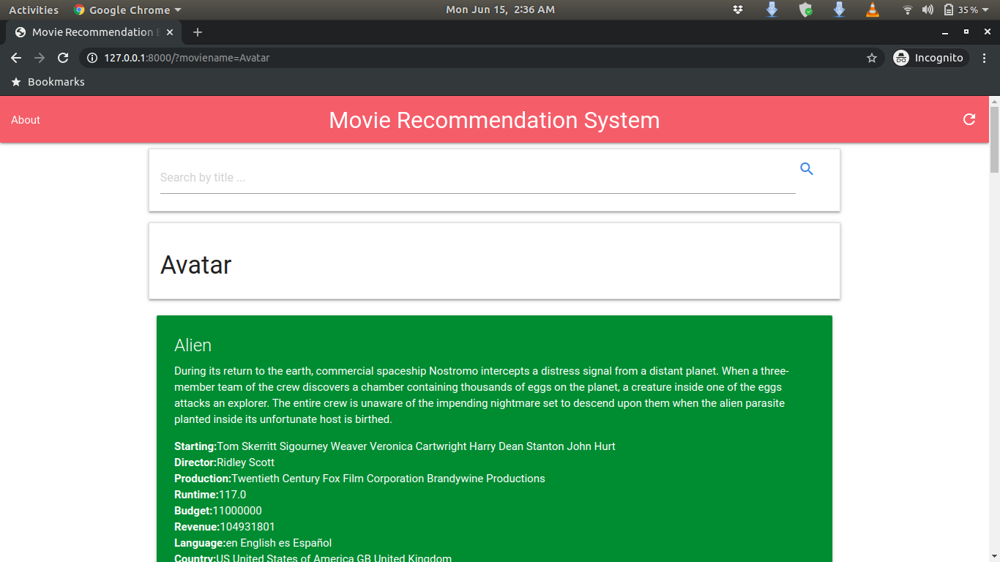 Activities Google Chrome Mon Jun 15, 2:36 AM 35%
Movie Recommendation
127.0.0.1:8000/?moviename=Avatar Incognito
Bookmarks
About Movie Recommendation System
Search by title ...
Avatar
Alien
During its return to the earth, commercial spaceship Nostromo intercepts a distress signal from a distant planet. When a three-
member team of the crew discovers a chamber containing thousands of eggs on the planet, a creature inside one of the eggs
attacks an explorer. The entire crew is unaware of the impending nightmare set to descend upon them when the alien parasite
planted inside its unfortunate host is birthed.
Starting:Tom Skerritt Sigourney Weaver Veronica Cartwright Harry Dean Stanton John Hurt
Director:Ridley Scott
Production:Twentieth Century Fox Film Corporation Brandywine Productions
Runtime:117.0
Budget:11000000
Revenue:104931801
Language:en English es Español
Country:US United States of America GB United Kingdom